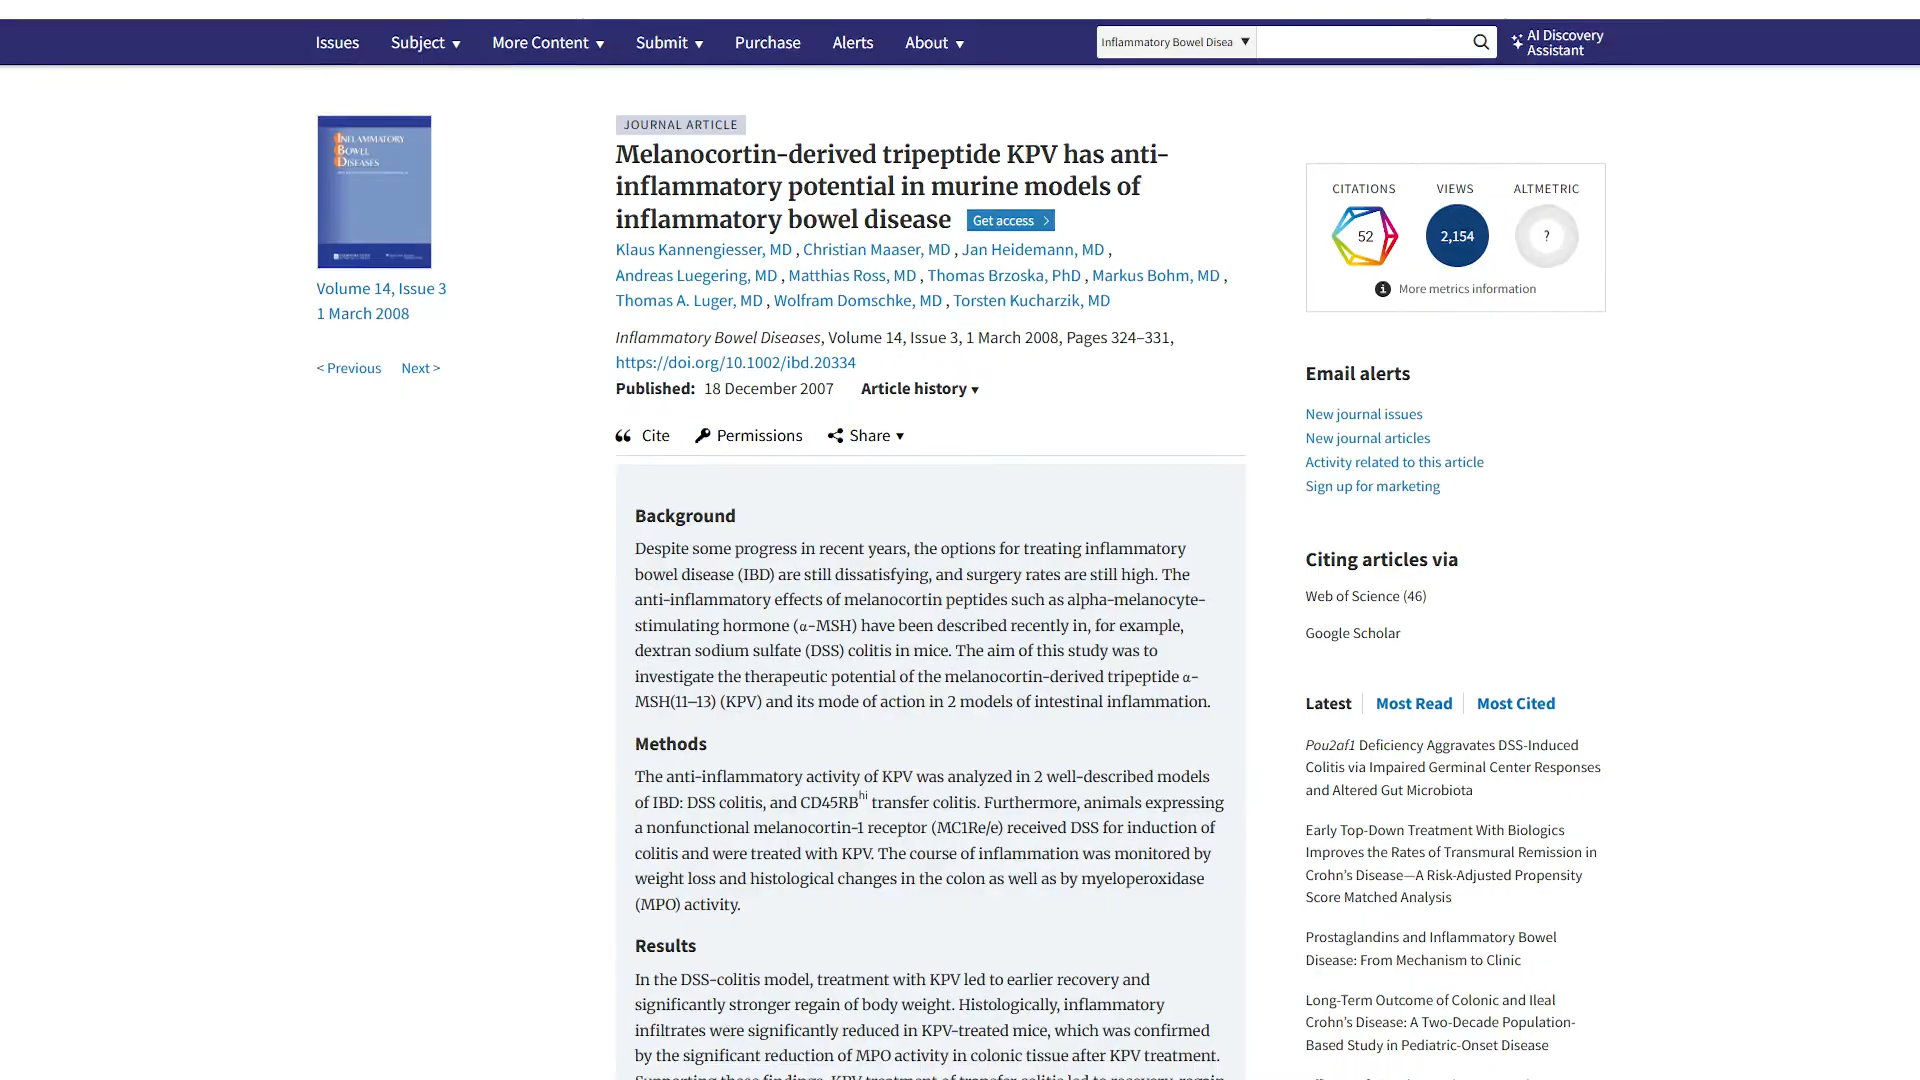 Issues Subject ▼ More Content ▼ Submit ▼ Purchase Alerts About ▼ Inflammatory Bowel Disea ▼ AI Discovery Assistant
INFLAMMATORY
BOWEL
DISEASES
Volume 14, Issue 3
1 March 2008
< Previous Next >
JOURNAL ARTICLE
Melanocortin-derived tripeptide KPV has anti-
inflammatory potential in murine models of
inflammatory bowel disease Get access >
Klaus Kannengiesser, MD , Christian Maaser, MD , Jan Heidemann, MD ,
Andreas Luegering, MD , Matthias Ross, MD , Thomas Brzoska, PhD , Markus Bohm, MD ,
Thomas A. Luger, MD , Wolfram Domschke, MD , Torsten Kucharzik, MD
Inflammatory Bowel Diseases, Volume 14, Issue 3, 1 March 2008, Pages 324–331,
https://doi.org/10.1002/ibd.20334
Published: 18 December 2007 Article history ▾
Cite Permissions Share ▾
Background
Despite some progress in recent years, the options for treating inflammatory
bowel disease (IBD) are still dissatisfying, and surgery rates are still high. The
anti-inflammatory effects of melanocortin peptides such as alpha-melanocyte-
stimulating hormone (α-MSH) have been described recently in, for example,
dextran sodium sulfate (DSS) colitis in mice. The aim of this study was to
investigate the therapeutic potential of the melanocortin-derived tripeptide α-
MSH(11–13) (KPV) and its mode of action in 2 models of intestinal inflammation.
Methods
The anti-inflammatory activity of KPV was analyzed in 2 well-described models
of IBD: DSS colitis, and CD45RBhi transfer colitis. Furthermore, animals expressing
a nonfunctional melanocortin-1 receptor (MC1Re/e) received DSS for induction of
colitis and were treated with KPV. The course of inflammation was monitored by
weight loss and histological changes in the colon as well as by myeloperoxidase
(MPO) activity.
Results
In the DSS-colitis model, treatment with KPV led to earlier recovery and
significantly stronger regain of body weight. Histologically, inflammatory
infiltrates were significantly reduced in KPV-treated mice, which was confirmed
by the significant reduction of MPO activity in colonic tissue after KPV treatment.
Supporting these findings, KPV treatment of transfer colitis led to recovery, regain
CITATIONS VIEWS ALTMETRIC
52 2,154 ?
More metrics information
Email alerts
New journal issues
New journal articles
Activity related to this article
Sign up for marketing
Citing articles via
Web of Science (46)
Google Scholar
Latest Most Read Most Cited
Pou2af1 Deficiency Aggravates DSS-Induced
Colitis via Impaired Germinal Center Responses
and Altered Gut Microbiota
Early Top-Down Treatment With Biologics
Improves the Rates of Transmural Remission in
Crohn's Disease—A Risk-Adjusted Propensity
Score Matched Analysis
Prostaglandins and Inflammatory Bowel
Disease: From Mechanism to Clinic
Long-Term Outcome of Colonic and Ileal
Crohn's Disease: A Two-Decade Population-
Based Study in Pediatric-Onset Disease